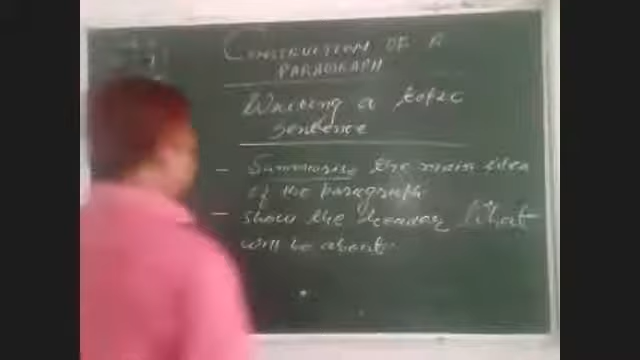 CONSTRUCTION OF A
PARAGRAPH
Writing a topic
sentence
- Summarise the main idea
of the paragraph
- show the reader What
will be about